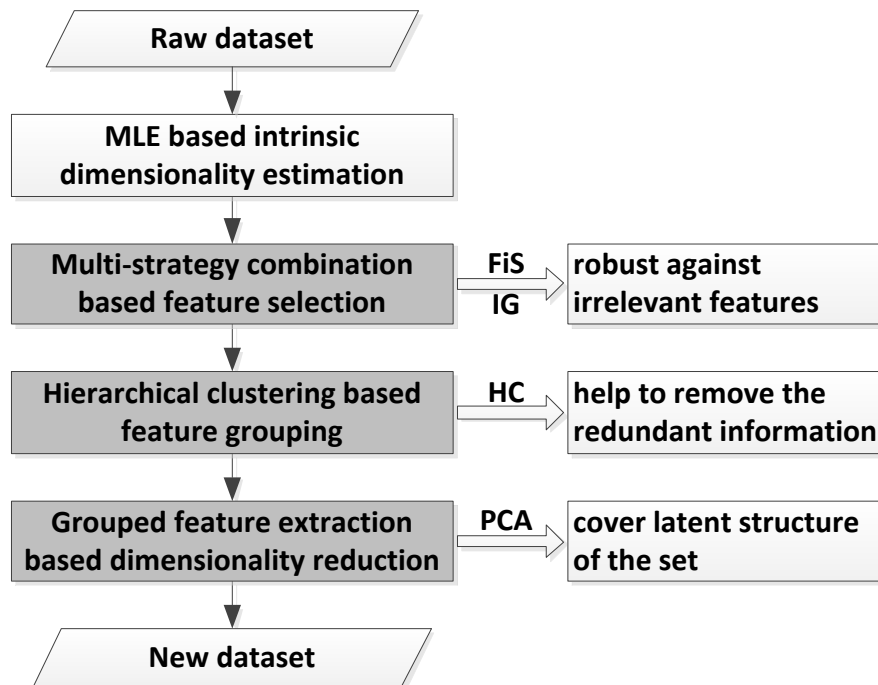 Raw dataset
MLE based intrinsic
dimensionality estimation
Multi-strategy combination
based feature selection
FiS
IG
robust against
irrelevant features
Hierarchical clustering based
feature grouping
HC
help to remove the
redundant information
Grouped feature extraction
based dimensionality reduction
PCA
cover latent structure
of the set
New dataset